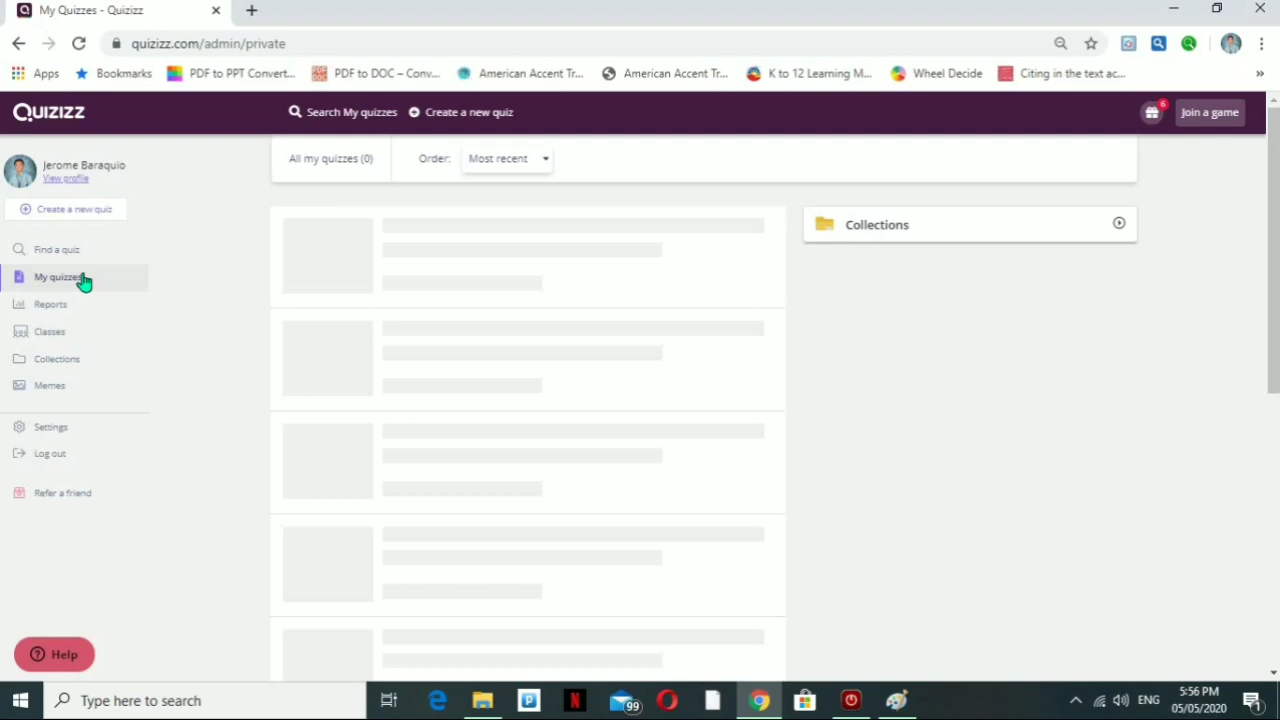 My Quizzes - Quizizz
quizizz.com/admin/private
Apps Bookmarks PDF to PPT Convert... PDF to DOC – Conv... American Accent Tr... American Accent Tr... K to 12 Learning M... Wheel Decide Citing in the text ac... »
QUIZIZZ Search My quizzes Create a new quiz 6 Join a game
Jerome Baraquio
View profile
Create a new quiz
Find a quiz
My quizzes
Reports
Classes
Collections
Memes
Settings
Log out
Refer a friend
Help
All my quizzes (0) Order: Most recent
Collections
Type here to search
99
ENG
5:56 PM
05/05/2020
1